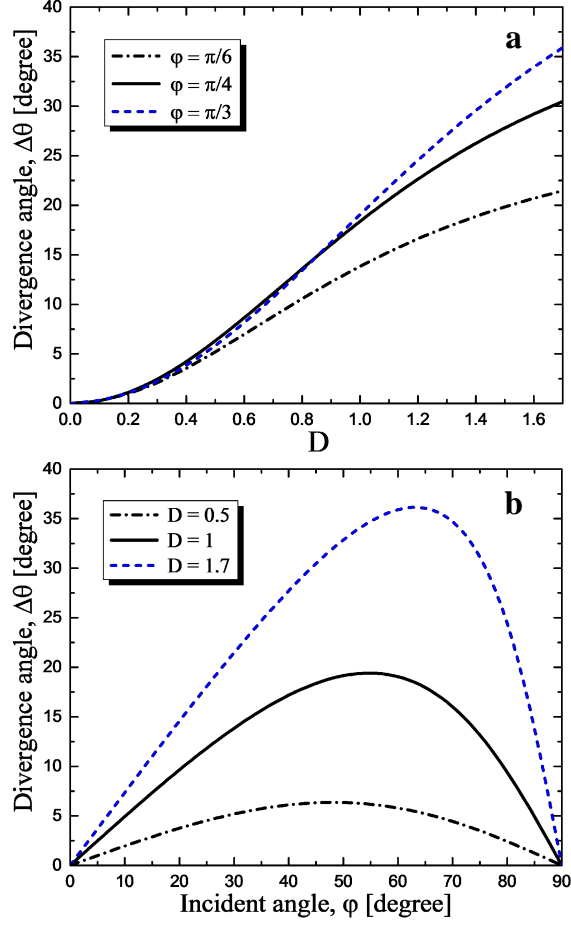 40
35
30
25
20
15
10
5
0
Divergence angle, Δθ [degree]
a
φ = π/6
φ = π/4
φ = π/3
0.0 0.2 0.4 0.6 0.8 1.0 1.2 1.4 1.6
D
40
35
30
25
20
15
10
5
0
Divergence angle, Δθ [degree]
b
D = 0.5
D = 1
D = 1.7
0 10 20 30 40 50 60 70 80 90
Incident angle, φ [degree]